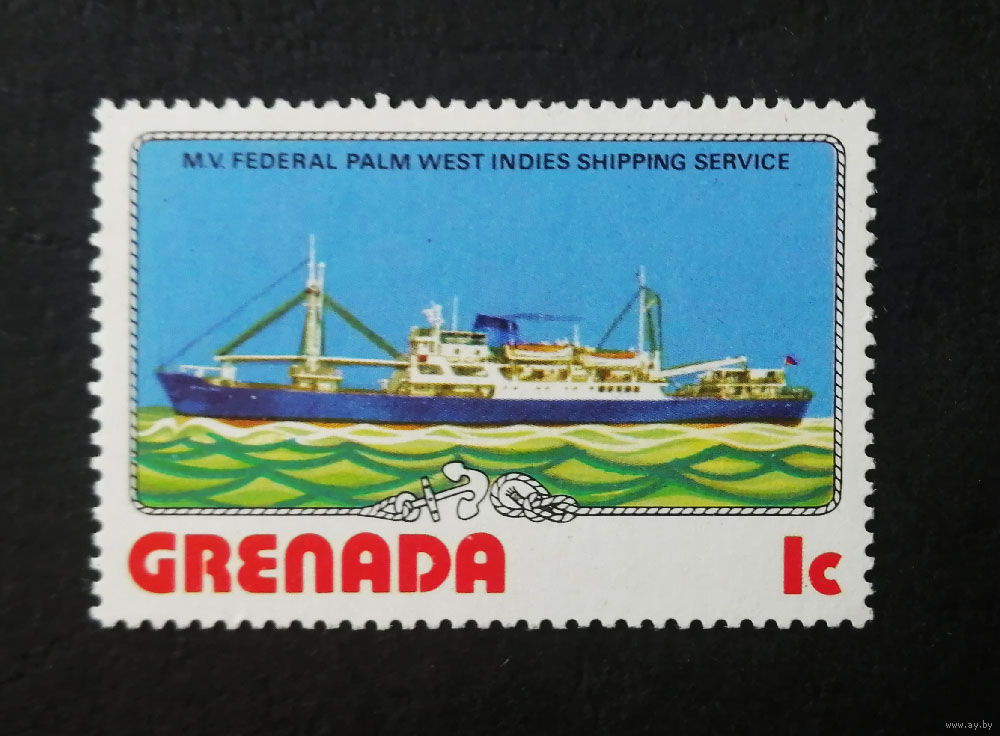 M.V. FEDERAL PALM WEST INDIES SHIPPING SERVICE
GRENADA 1c
www.ay.by